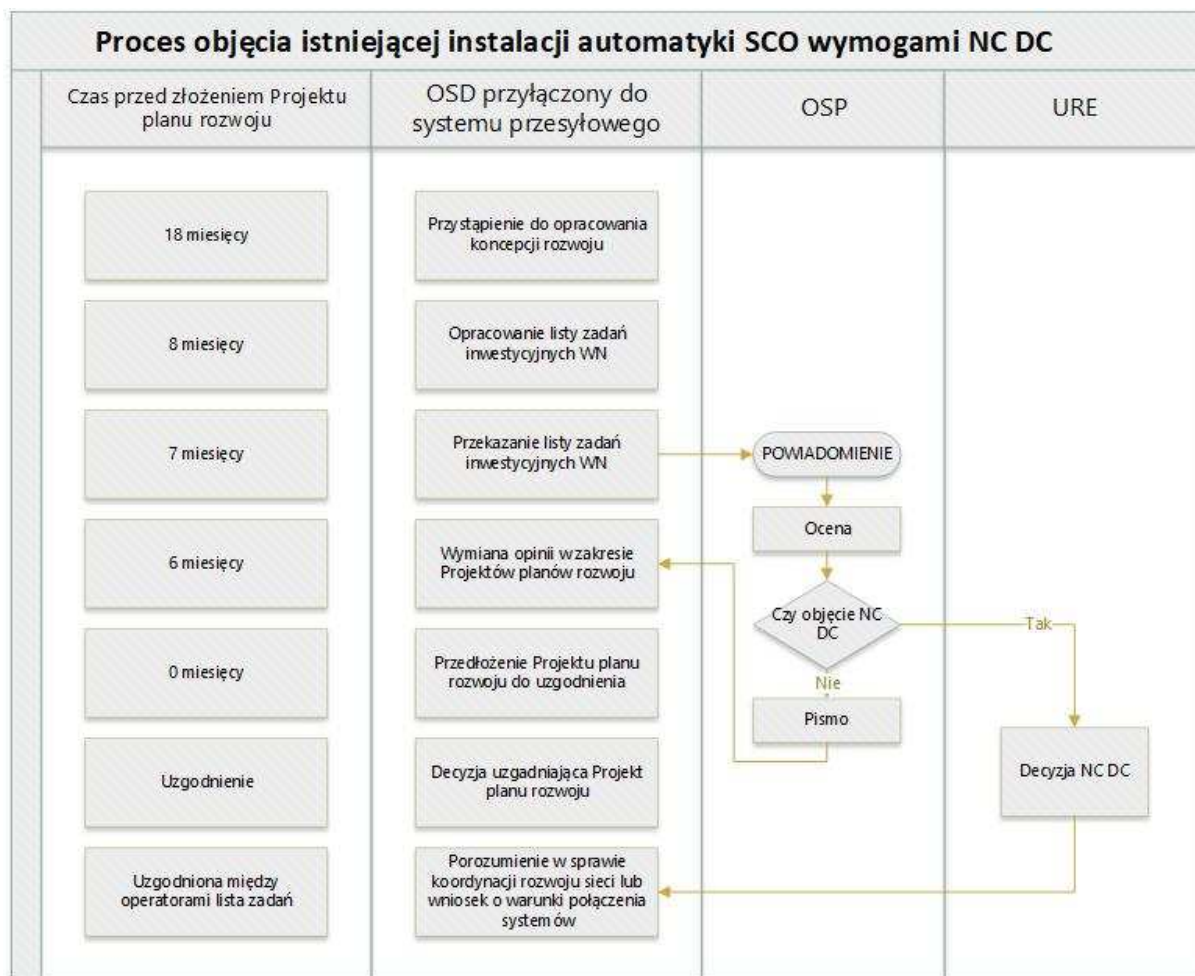 Proces objęcia istniejącej instalacji automatyki SCO wymogami NC DC
Czas przed złożeniem Projektu
planu rozwoju
OSD przyłączony do
systemu przesyłowego
OSP
URE
18 miesięcy
Przystąpienie do opracowania
koncepcji rozwoju
8 miesięcy
Opracowanie listy zadań
inwestycyjnych WN
7 miesięcy
Przekazanie listy zadań
inwestycyjnych WN
POWIADOMIENIE
Ocena
6 miesięcy
Wymiana opinii w zakresie
Projektów planów rozwoju
Czy objęcie NC
DC
Tak
Nie
0 miesięcy
Przedłożenie Projektu planu
rozwoju do uzgodnienia
Pismo
Uzgodnienie
Decyzja uzgadniająca Projekt
planu rozwoju
Decyzja NC DC
Uzgodniona między
operatorami lista zadań
Porozumienie w sprawie
koordynacji rozwoju sieci lub
wniosek o warunki połączenia
systemów